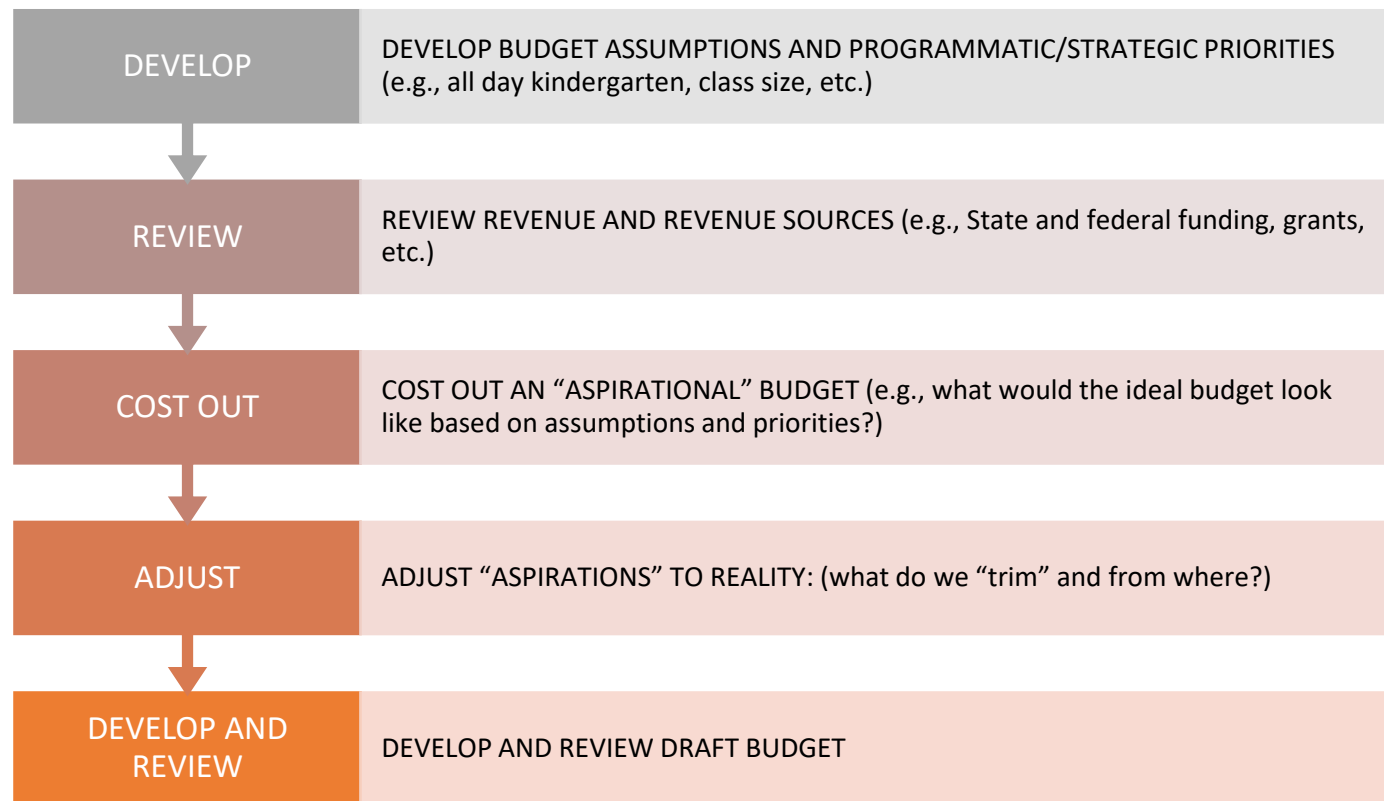 DEVELOP
DEVELOP BUDGET ASSUMPTIONS AND PROGRAMMATIC/STRATEGIC PRIORITIES
(e.g., all day kindergarten, class size, etc.)
REVIEW
REVIEW REVENUE AND REVENUE SOURCES (e.g., State and federal funding, grants,
etc.)
COST OUT
COST OUT AN “ASPIRATIONAL” BUDGET (e.g., what would the ideal budget look
like based on assumptions and priorities?)
ADJUST
ADJUST “ASPIRATIONS” TO REALITY: (what do we “trim” and from where?)
DEVELOP AND
REVIEW
DEVELOP AND REVIEW DRAFT BUDGET